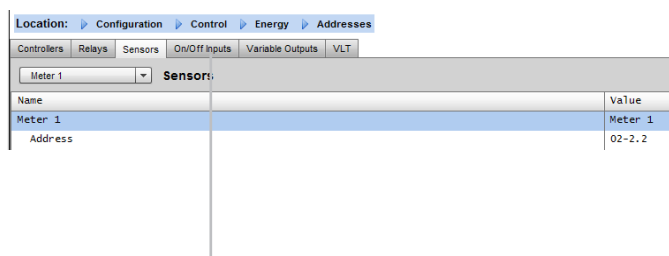 Location: Configuration Control Energy Addresses
Controllers Relays Sensors On/Off Inputs Variable Outputs VLT
Meter 1 Sensors
Name Value
Meter 1 Meter 1
Address 02-2.2